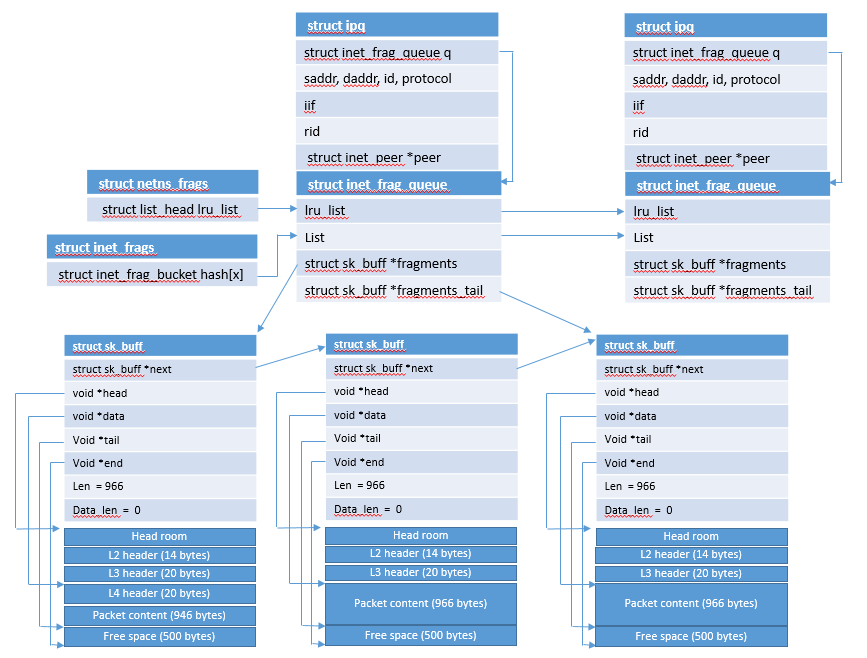 struct ipq
struct inet_frag_queue q
saddr, daddr, id, protocol
iif
rid
struct inet_peer *peer
struct inet_frag_queue
lru_list
List
struct sk_buff *fragments
struct sk_buff *fragments_tail
struct ipq
struct inet_frag_queue q
saddr, daddr, id, protocol
iif
rid
struct inet_peer *peer
struct inet_frag_queue
lru_list
List
struct sk_buff *fragments
struct sk_buff *fragments_tail
struct netns_frags
struct list_head lru_list
struct inet_frags
struct inet_frag_bucket hash[x]
struct sk_buff
struct sk_buff *next
void *head
void *data
Void *tail
Void *end
Len = 966
Data_len = 0
Head room
L2 header (14 bytes)
L3 header (20 bytes)
L4 header (20 bytes)
Packet content (946 bytes)
Free space (500 bytes)
struct sk_buff
struct sk_buff *next
void *head
void *data
Void *tail
Void *end
Len = 966
Data_len = 0
Head room
L2 header (14 bytes)
L3 header (20 bytes)
Packet content (966 bytes)
Free space (500 bytes)
struct sk_buff
struct sk_buff *next
void *head
void *data
Void *tail
Void *end
Len = 966
Data_len = 0
Head room
L2 header (14 bytes)
L3 header (20 bytes)
Packet content (966 bytes)
Free space (500 bytes)